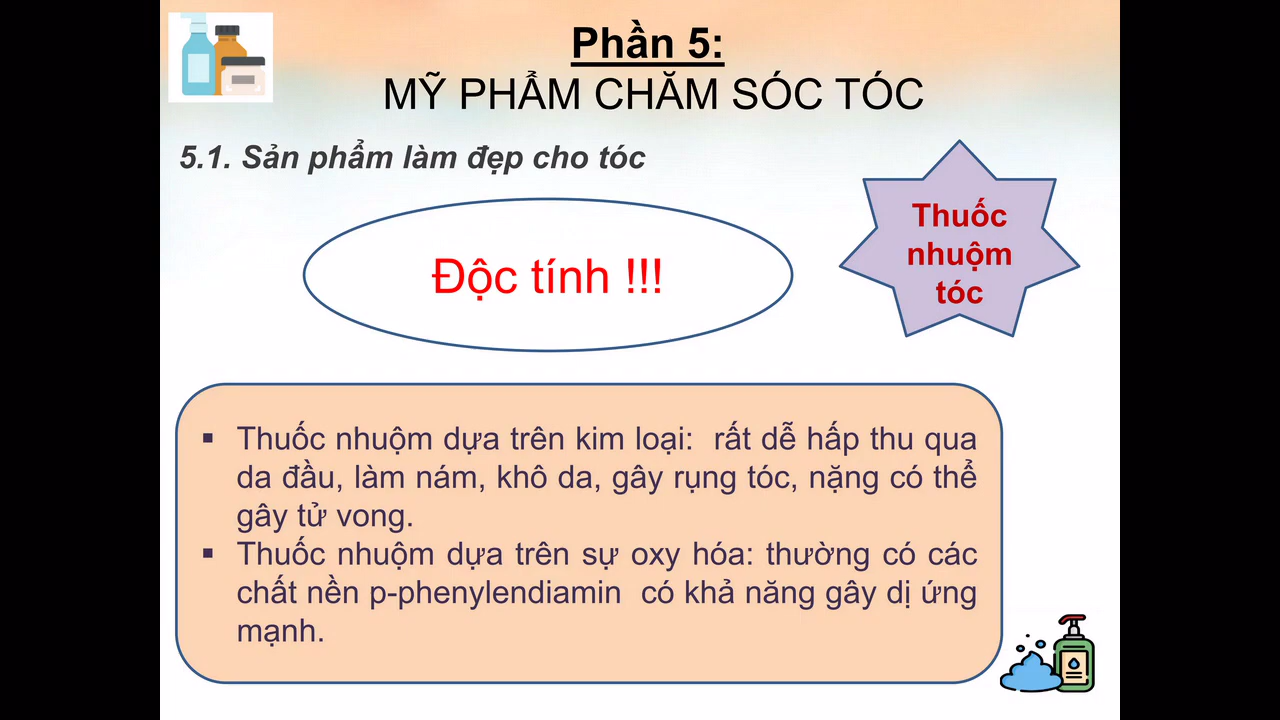 Phần 5:
MỸ PHẨM CHĂM SÓC TÓC
5.1. Sản phẩm làm đẹp cho tóc
Thuốc
nhuộm
tóc
Độc tính !!!
▪ Thuốc nhuộm dựa trên kim loại: rất dễ hấp thu qua
da đầu, làm nám, khô da, gây rụng tóc, nặng có thể
gây tử vong.
▪ Thuốc nhuộm dựa trên sự oxy hóa: thường có các
chất nền p-phenylendiamin có khả năng gây dị ứng
mạnh.